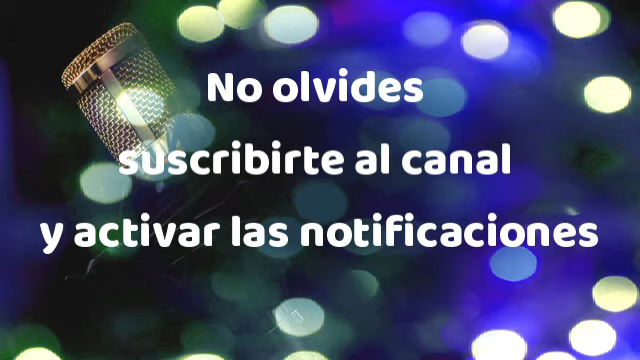 No olvides
suscribirte al canal
y activar las notificaciones